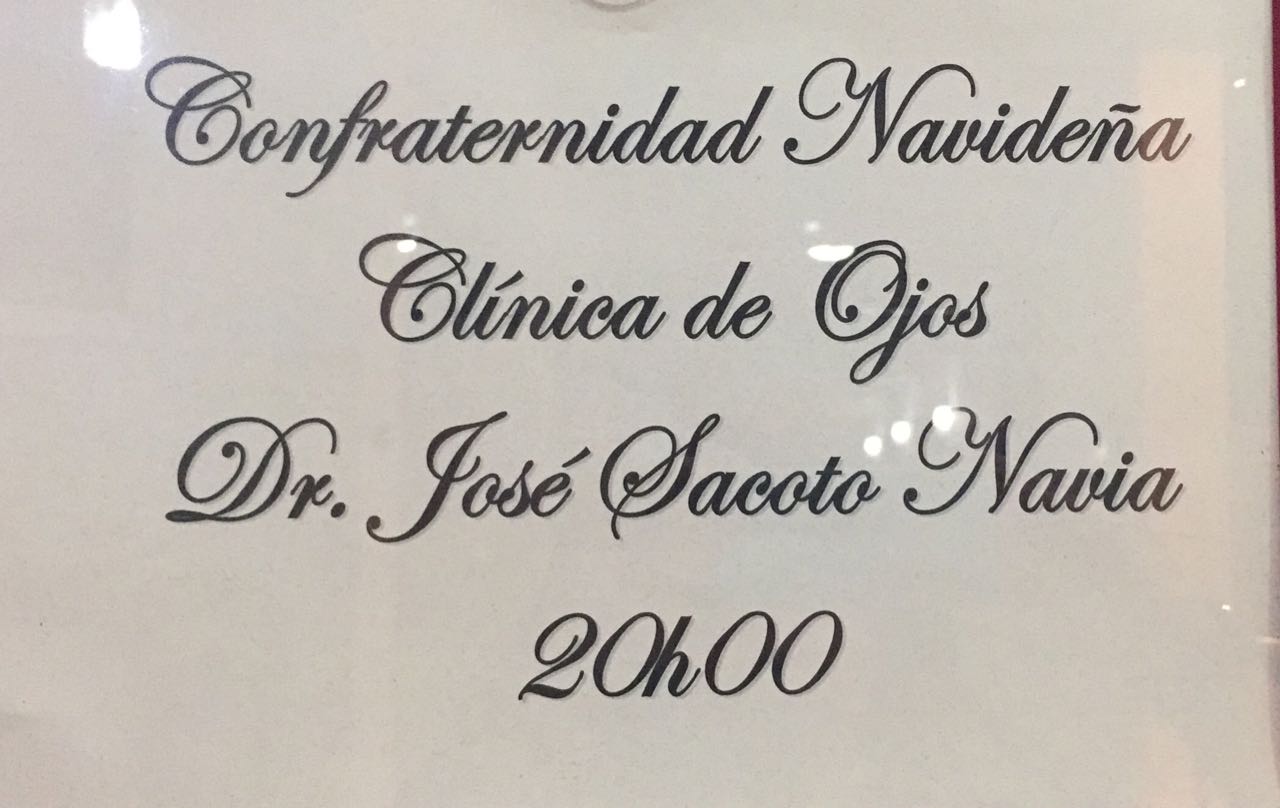 Confraternidad Navideña
Clínica de Ojos
Dr. José Sacoto Navia
20h00